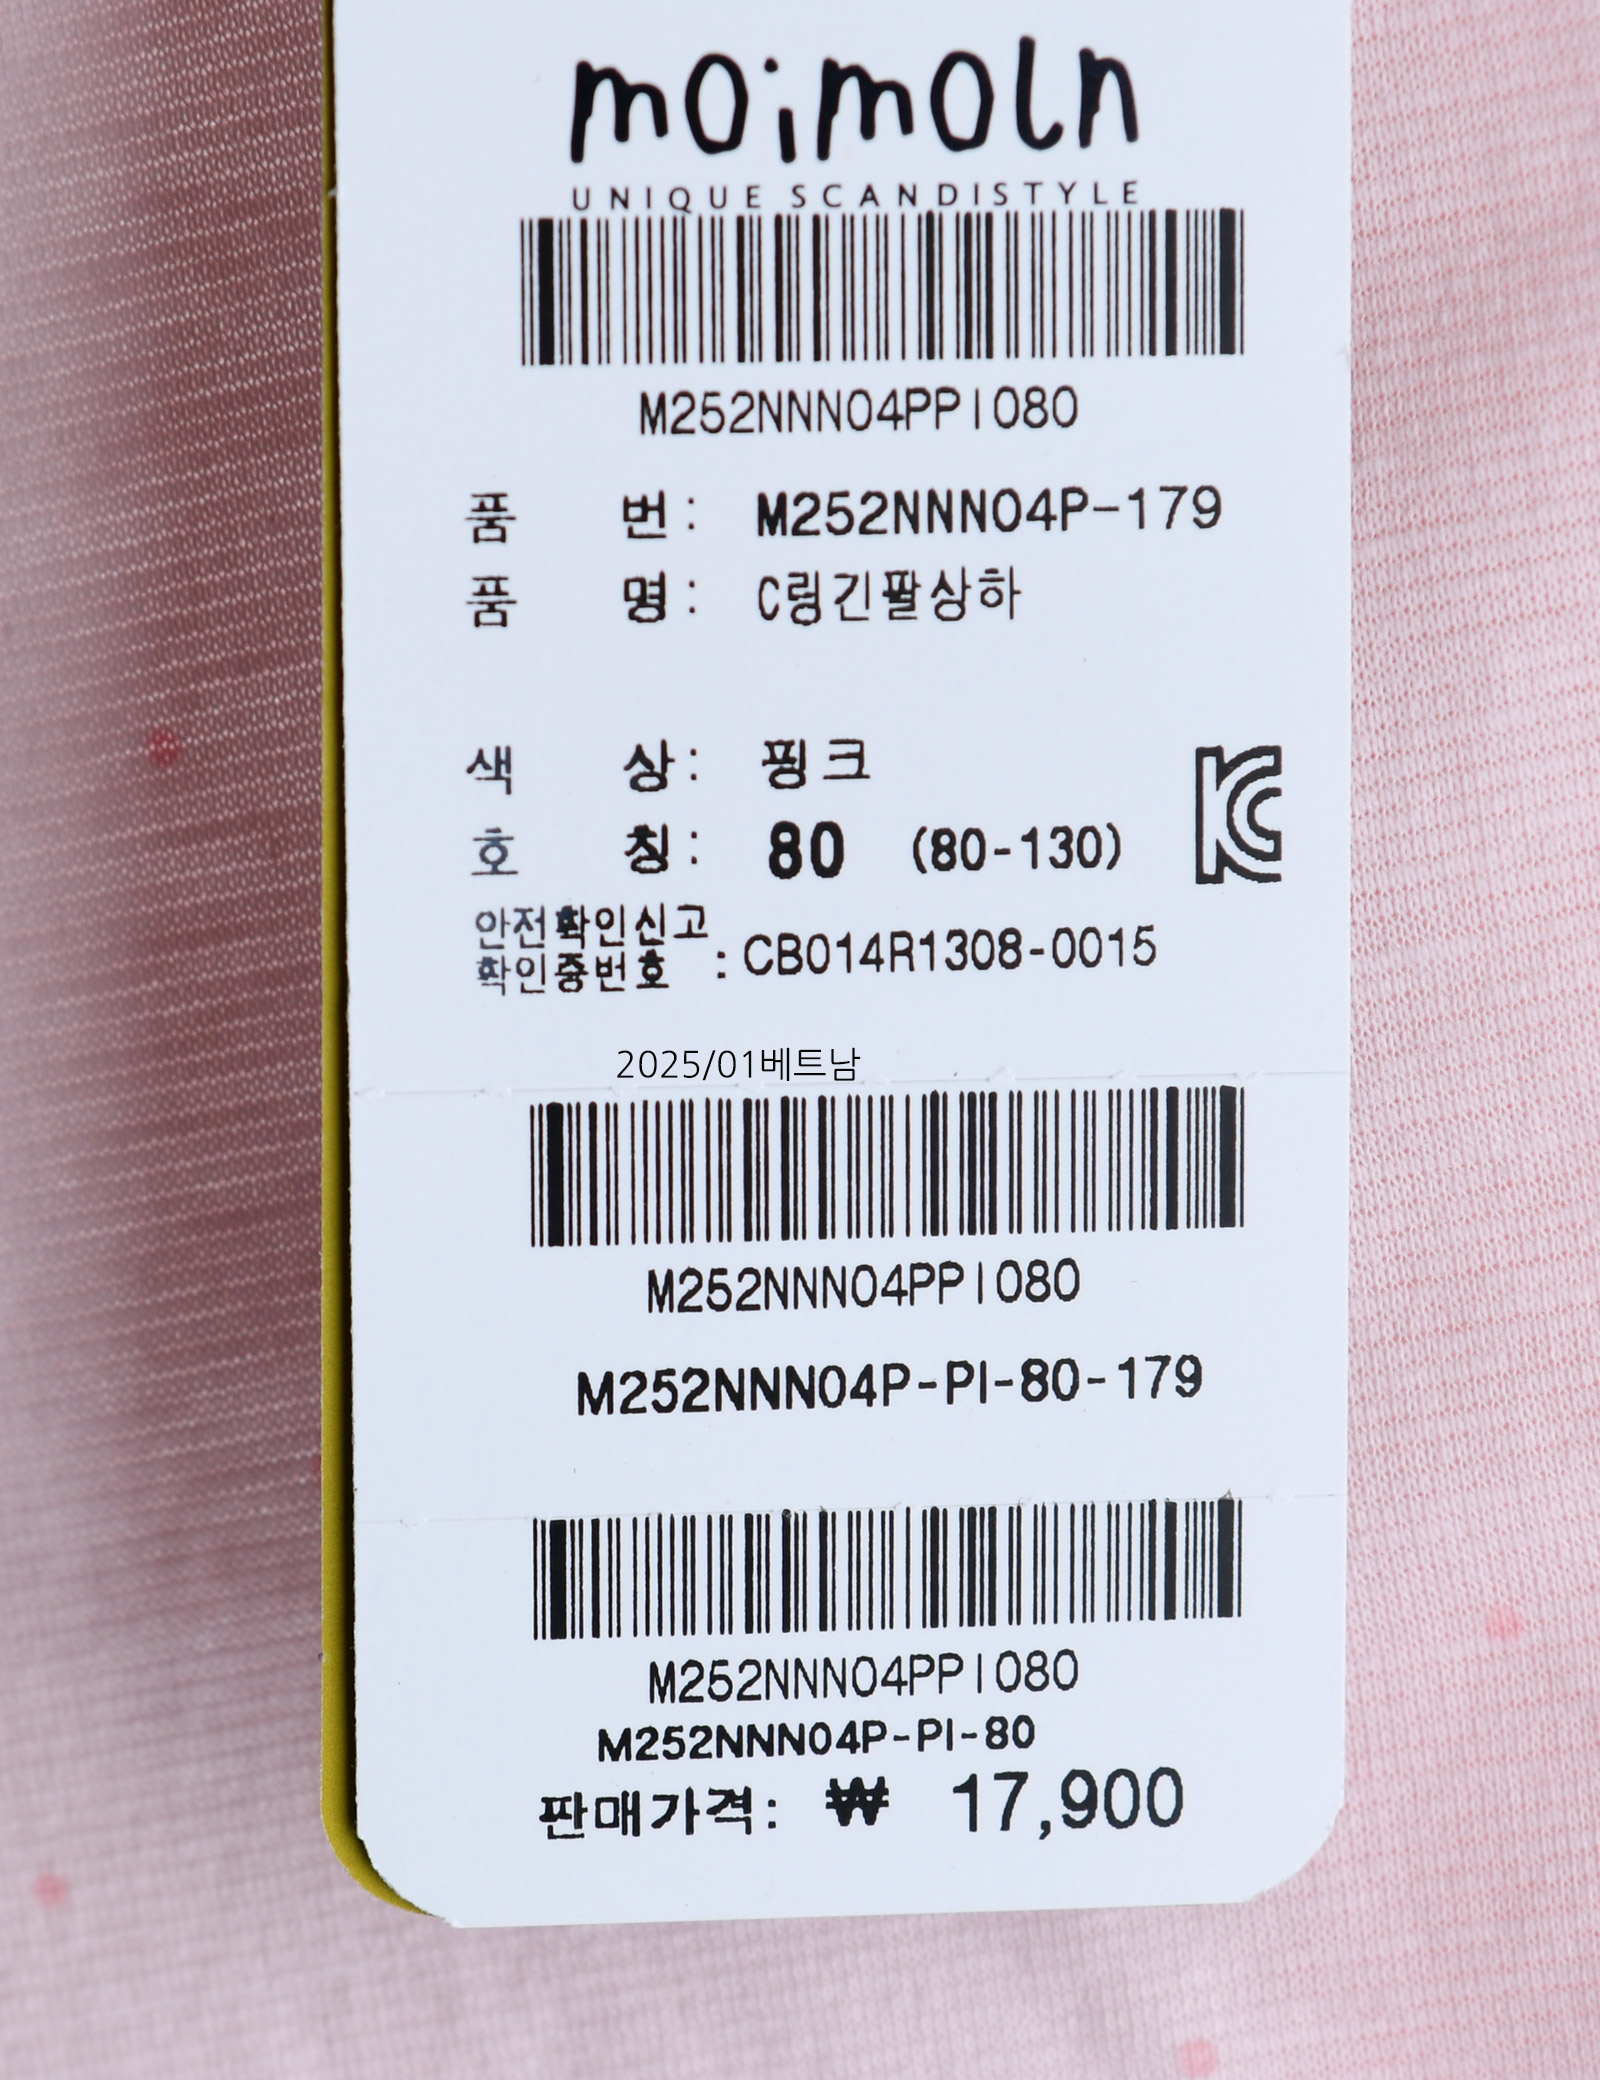 moimoln
UNIQUE SCANDISTYLE
M252NNN04PPI080
품 번: M252NNN04P-179
품 명: C링긴팔상하
색 상: 핑크
호 칭: 80 (80-130)
안전확인신고
확인증번호 : CB014R1308-0015
2025/01베트남
M252NNN04PPI080
M252NNN04P-PI-80-179
M252NNN04PPI080
M252NNN04P-PI-80
판매가격: ₩ 17,900